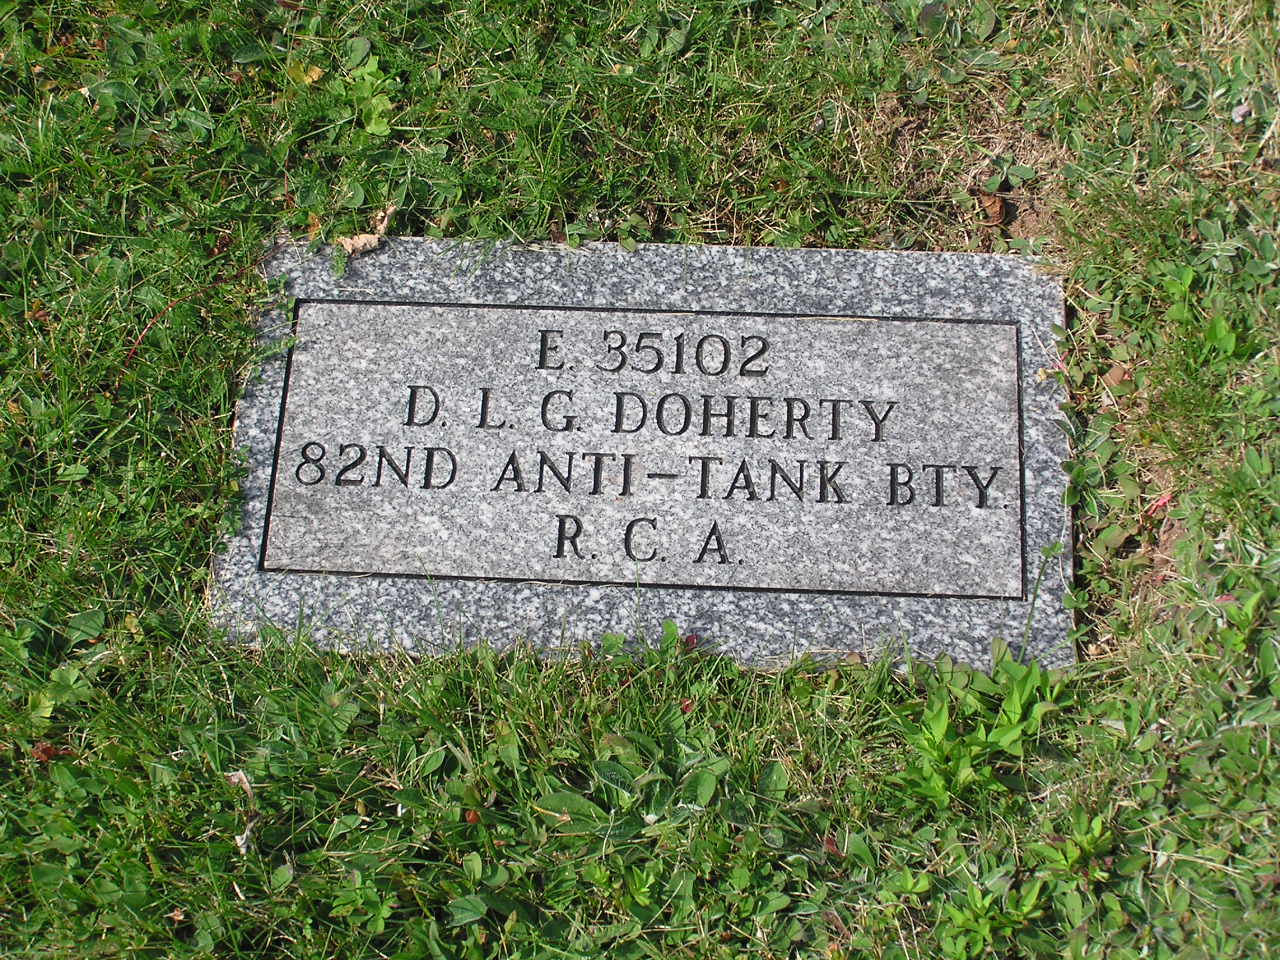 E. 35102
D. L. G. DOHERTY
82ND ANTI-TANK BTY.
R. C. A.